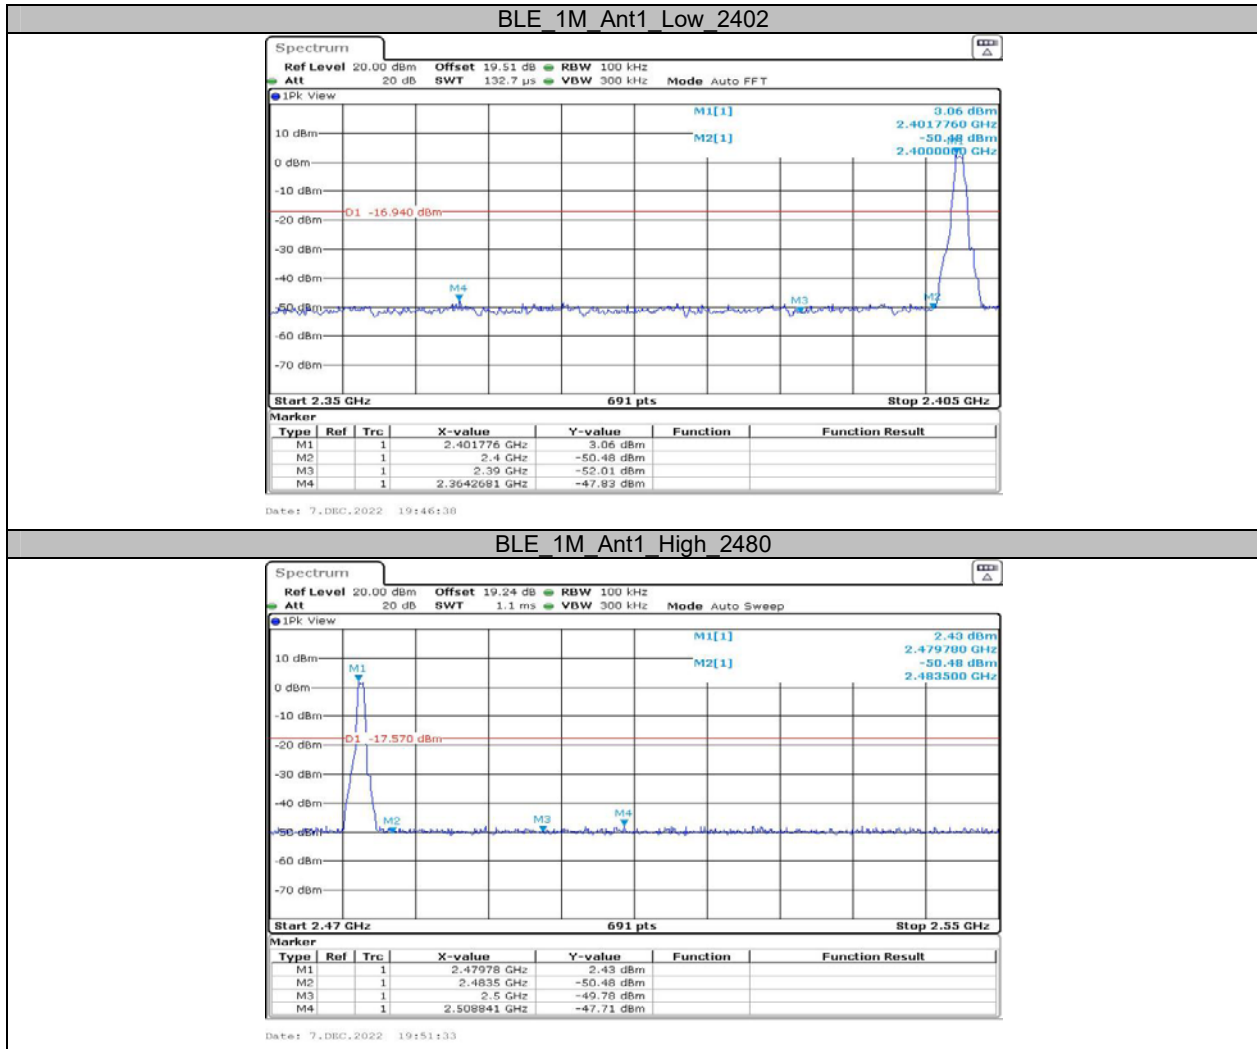 BLE_1M_Ant1_Low_2402
Spectrum
Ref Level 20.00 dBm Offset 19.51 dB RBW 100 kHz
Att 20 dB SWT 132.7 µs VBW 300 kHz Mode Auto FFT
1Pk View
M1[1] 3.06 dBm
2.4017760 GHz
10 dBm
M2[1] -50.48 dBm
2.4000000 GHz
M1
0 dBm
-10 dBm
D1 -16.940 dBm
-20 dBm
-30 dBm
-40 dBm
M4
M3
M2
-50 dBm
-60 dBm
-70 dBm
Start 2.35 GHz 691 pts Stop 2.405 GHz
Marker
Type Ref Trc X-value Y-value Function Function Result
M1 1 2.401776 GHz 3.06 dBm
M2 1 2.4 GHz -50.48 dBm
M3 1 2.39 GHz -52.01 dBm
M4 1 2.3642681 GHz -47.83 dBm
Date: 7.DEC.2022 19:46:38
BLE_1M_Ant1_High_2480
Spectrum
Ref Level 20.00 dBm Offset 19.24 dB RBW 100 kHz
Att 20 dB SWT 1.1 ms VBW 300 kHz Mode Auto Sweep
1Pk View
M1[1] 2.43 dBm
2.479780 GHz
10 dBm
M2[1] -50.48 dBm
M1
2.483500 GHz
0 dBm
-10 dBm
D1 -17.570 dBm
-20 dBm
-30 dBm
-40 dBm
M4
M3
M2
-50 dBm
-60 dBm
-70 dBm
Start 2.47 GHz 691 pts Stop 2.55 GHz
Marker
Type Ref Trc X-value Y-value Function Function Result
M1 1 2.47978 GHz 2.43 dBm
M2 1 2.4835 GHz -50.48 dBm
M3 1 2.5 GHz -49.78 dBm
M4 1 2.508841 GHz -47.71 dBm
Date: 7.DEC.2022 19:51:33